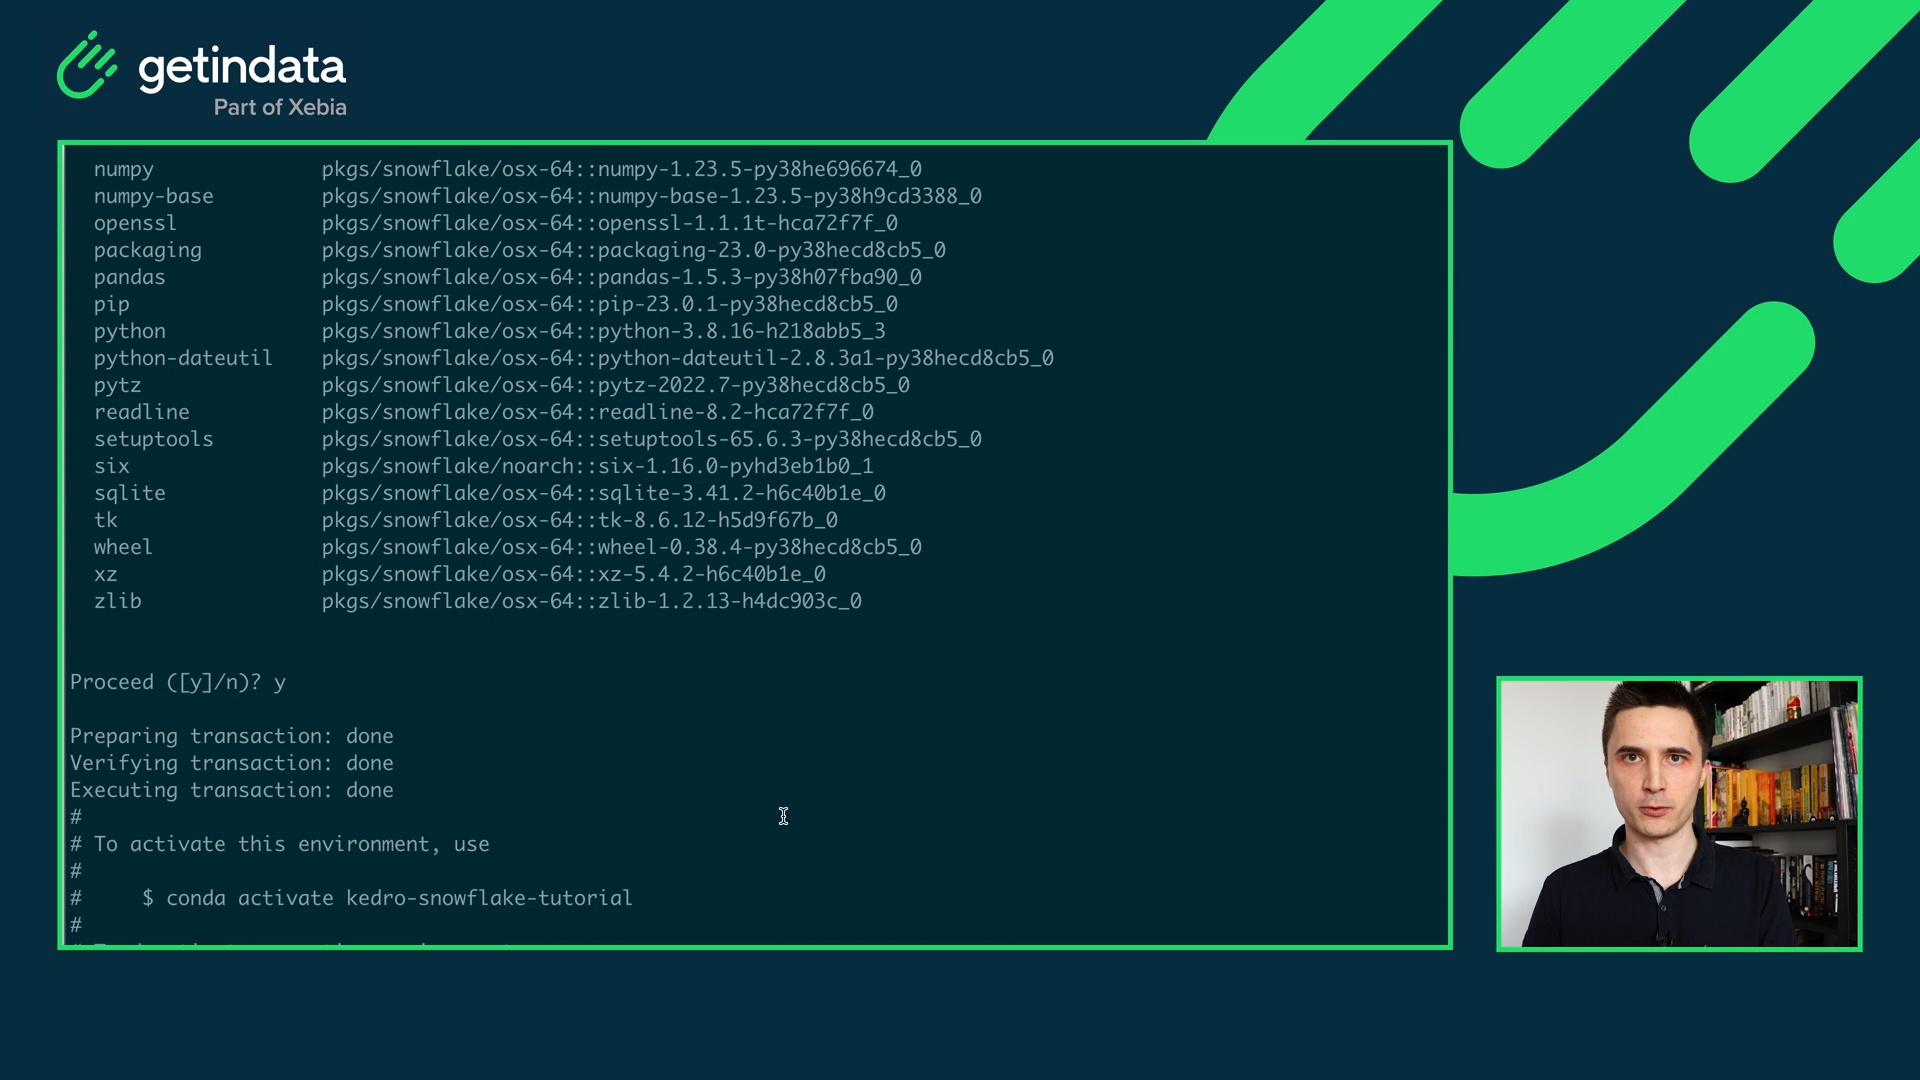 getindata
Part of Xebia
numpy pkgs/snowflake/osx-64::numpy-1.23.5-py38he696674_0
numpy-base pkgs/snowflake/osx-64::numpy-base-1.23.5-py38h9cd3388_0
openssl pkgs/snowflake/osx-64::openssl-1.1.1t-hca72f7f_0
packaging pkgs/snowflake/osx-64::packaging-23.0-py38hecd8cb5_0
pandas pkgs/snowflake/osx-64::pandas-1.5.3-py38h07fba90_0
pip pkgs/snowflake/osx-64::pip-23.0.1-py38hecd8cb5_0
python pkgs/snowflake/osx-64::python-3.8.16-h218abb5_3
python-dateutil pkgs/snowflake/osx-64::python-dateutil-2.8.3a1-py38hecd8cb5_0
pytz pkgs/snowflake/osx-64::pytz-2022.7-py38hecd8cb5_0
readline pkgs/snowflake/osx-64::readline-8.2-hca72f7f_0
setuptools pkgs/snowflake/osx-64::setuptools-65.6.3-py38hecd8cb5_0
six pkgs/snowflake/noarch::six-1.16.0-pyhd3eb1b0_1
sqlite pkgs/snowflake/osx-64::sqlite-3.41.2-h6c40b1e_0
tk pkgs/snowflake/osx-64::tk-8.6.12-h5d9f67b_0
wheel pkgs/snowflake/osx-64::wheel-0.38.4-py38hecd8cb5_0
xz pkgs/snowflake/osx-64::xz-5.4.2-h6c40b1e_0
zlib pkgs/snowflake/osx-64::zlib-1.2.13-h4dc903c_0
Proceed ([y]/n)? y
Preparing transaction: done
Verifying transaction: done
Executing transaction: done
#
# To activate this environment, use
#
# $ conda activate kedro-snowflake-tutorial
#